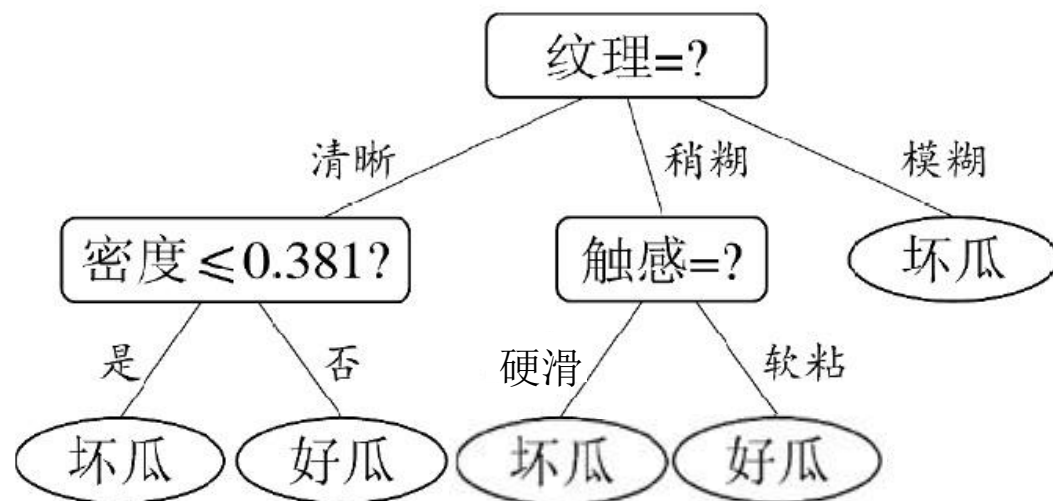 纹理=?
清晰
稍糊
模糊
密度≤0.381?
触感=?
坏瓜
是
否
硬滑
软粘
坏瓜
好瓜
坏瓜
好瓜